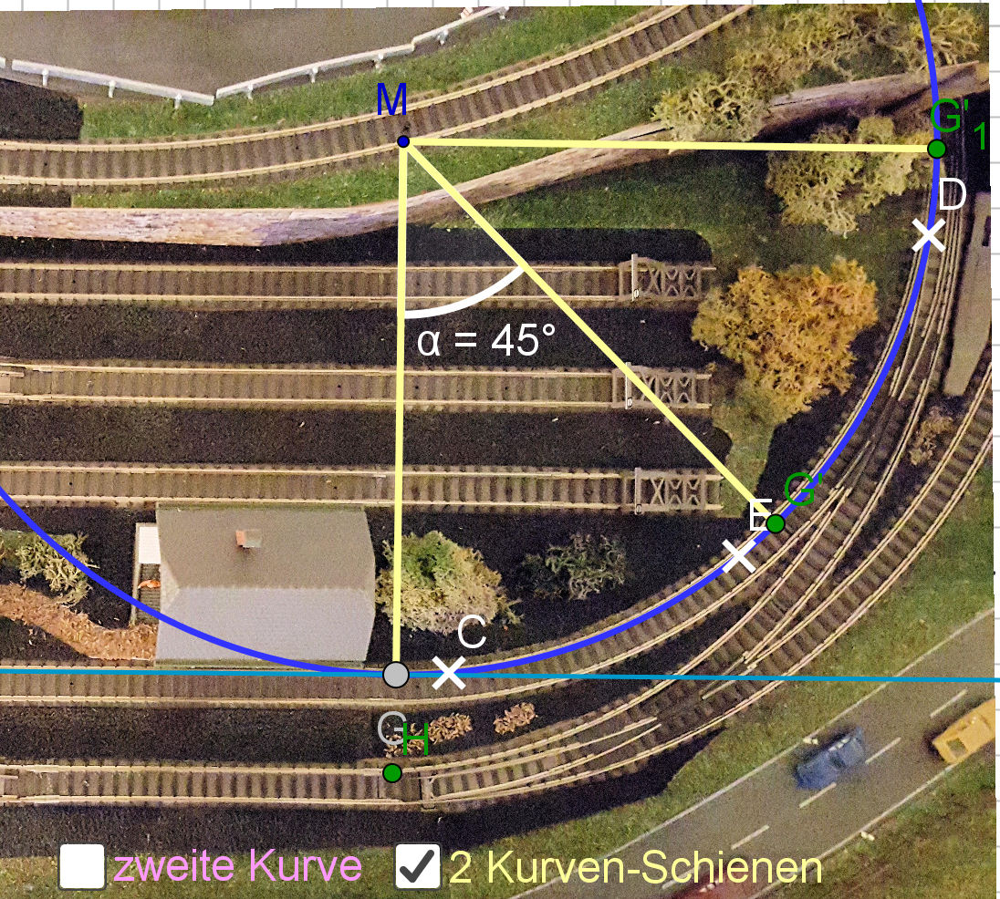 M
G'1
D
α = 45°
G'
E
C
G
H
zweite Kurve
2 Kurven-Schienen